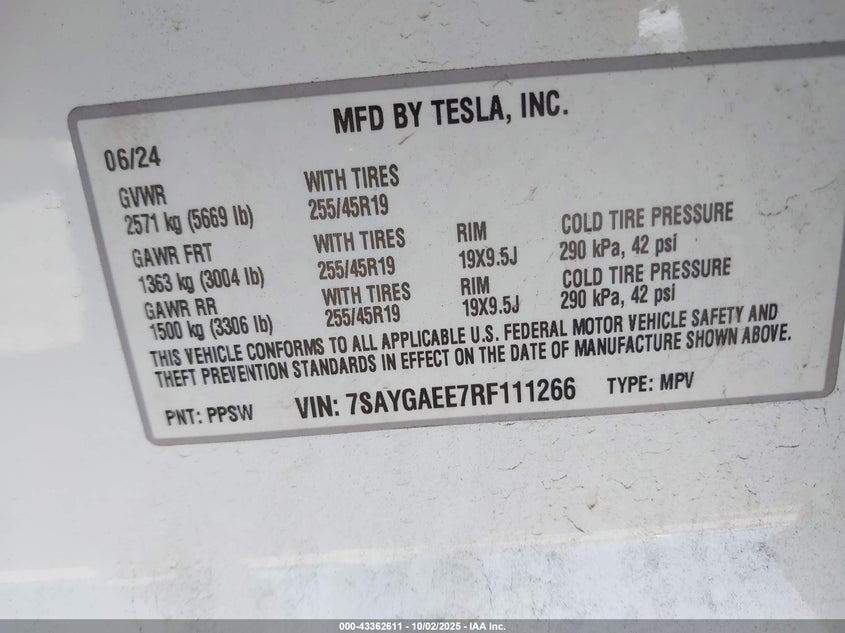 MFD BY TESLA, INC.
06/24
GVWR
2571 kg (5669 lb)
WITH TIRES
255/45R19
GAWR FRT
1363 kg (3004 lb)
WITH TIRES
255/45R19
RIM
19X9.5J
COLD TIRE PRESSURE
290 kPa, 42 psi
GAWR RR
1500 kg (3306 lb)
WITH TIRES
255/45R19
RIM
19X9.5J
COLD TIRE PRESSURE
290 kPa, 42 psi
THIS VEHICLE CONFORMS TO ALL APPLICABLE U.S. FEDERAL MOTOR VEHICLE SAFETY AND
THEFT PREVENTION STANDARDS IN EFFECT ON THE DATE OF MANUFACTURE SHOWN ABOVE.
PNT: PPSW VIN: 7SAYGAEE7RF111266 TYPE: MPV
000-43362611 - 10/02/2025 - IAA Inc.